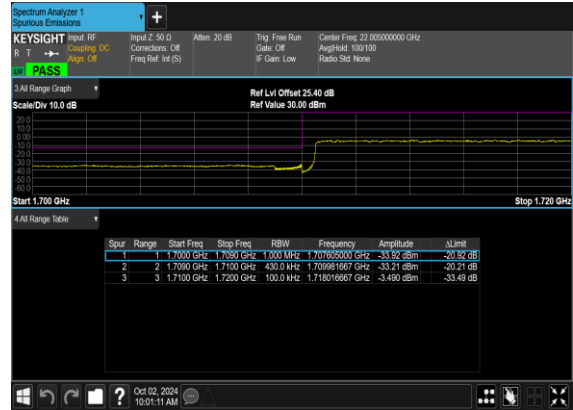 Spectrum Analyzer 1
Spurious Emissions
KEYSIGHT Input: RF Input Z: 50 Ω Atten: 20 dB Trig: Free Run Center Freq: 22.005000000 GHz
R T Coupling: DC Corrections: Off Gate: Off Avg|Hold: 100/100
Align: Off Freq Ref: Int (S) IF Gain: Low Radio Std: None
PASS
3 All Range Graph
Ref Lvl Offset 25.40 dB
Scale/Div 10.0 dB Ref Value 30.00 dBm
20.0
10.0
0.00
-10.0
-20.0
-30.0
-40.0
-50.0
-60.0
Start 1.700 GHz Stop 1.720 GHz
4 All Range Table
Spur Range Start Freq Stop Freq RBW Frequency Amplitude ΔLimit
1 1 1.7000 GHz 1.7090 GHz 1.000 MHz 1.707605000 GHz -33.92 dBm -20.92 dB
2 2 1.7090 GHz 1.7100 GHz 430.0 kHz 1.709981667 GHz -33.21 dBm -20.21 dB
3 3 1.7100 GHz 1.7200 GHz 100.0 kHz 1.718016667 GHz -3.490 dBm -33.49 dB
?
Oct 02, 2024
10:01:11 AM